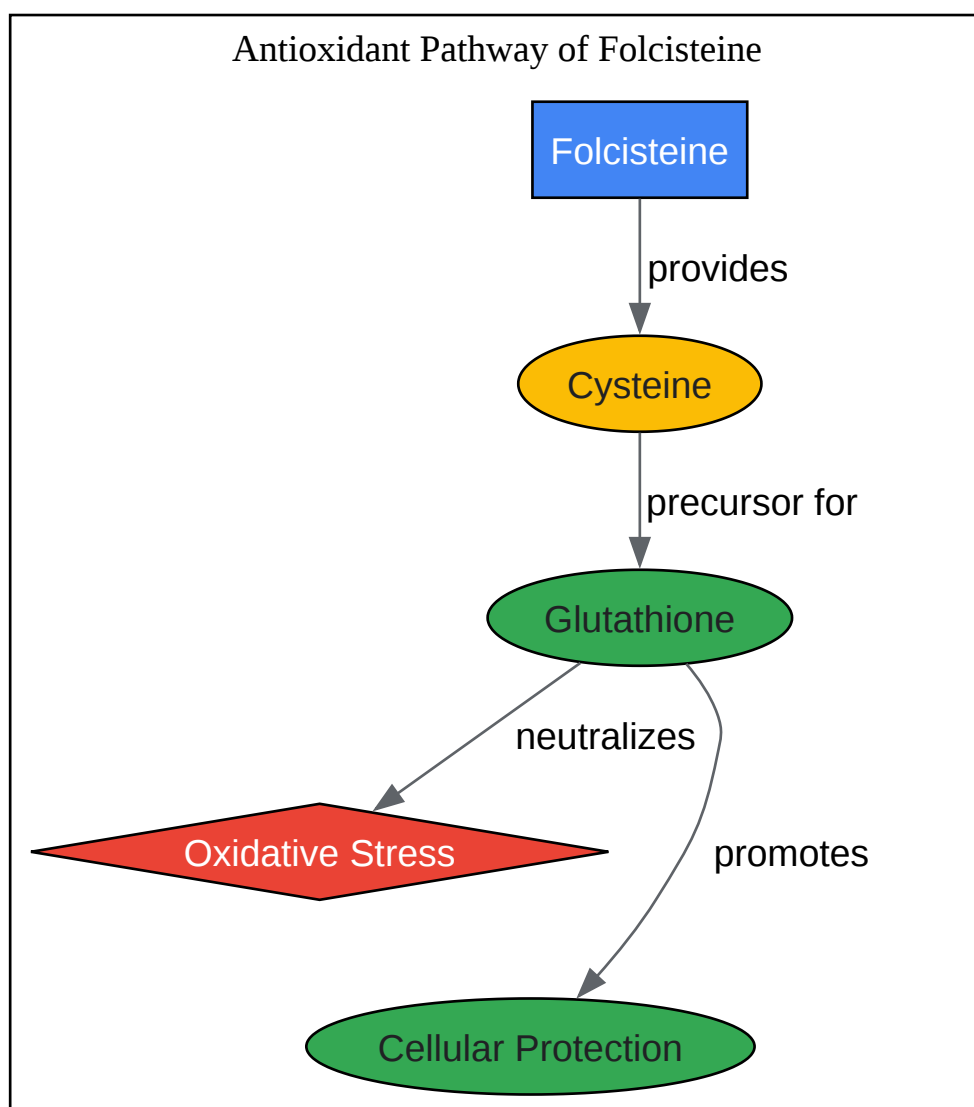 Antioxidant Pathway of Folcisteine
Folcisteine
provides
Cysteine
precursor for
Glutathione
neutralizes
Oxidative Stress
promotes
Cellular Protection